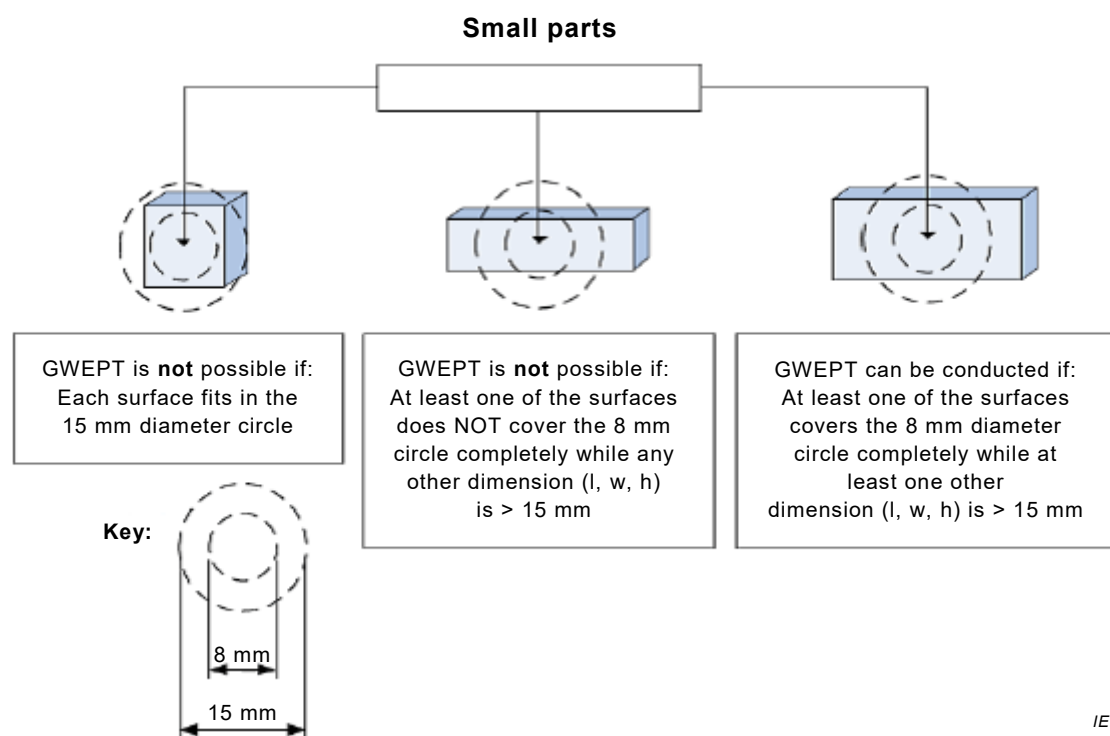 Small parts
GWEPT is not possible if:
Each surface fits in the
15 mm diameter circle
GWEPT is not possible if:
At least one of the surfaces
does NOT cover the 8 mm
circle completely while any
other dimension (l, w, h)
is > 15 mm
GWEPT can be conducted if:
At least one of the surfaces
covers the 8 mm diameter
circle completely while at
least one other
dimension (l, w, h) is > 15 mm
Key:
8 mm
15 mm
IE